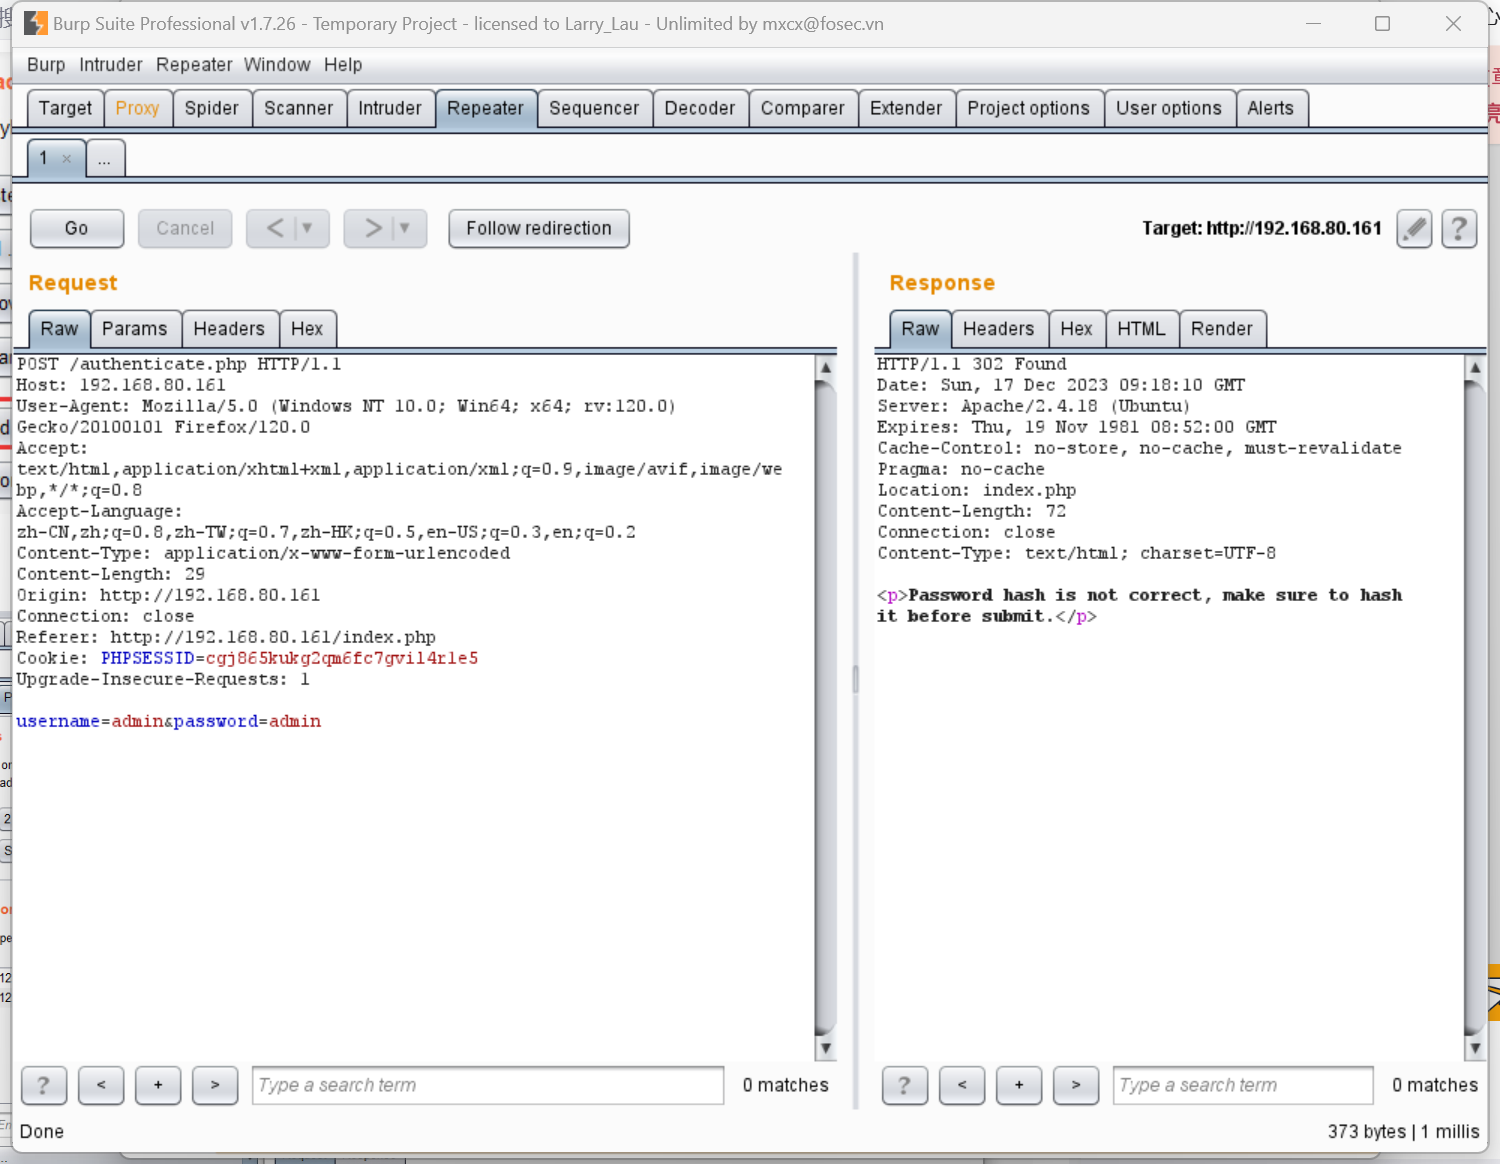 Burp Suite Professional v1.7.26 - Temporary Project - licensed to Larry_Lau - Unlimited by mxcx@fosec.vn
Burp Intruder Repeater Window Help
Target Proxy Spider Scanner Intruder Repeater Sequencer Decoder Comparer Extender Project options User options Alerts
1 × ...
Go Cancel < ▼ > ▼ Follow redirection Target: http://192.168.80.161 ?
Request
Raw Params Headers Hex
POST /authenticate.php HTTP/1.1
Host: 192.168.80.161
User-Agent: Mozilla/5.0 (Windows NT 10.0; Win64; x64; rv:120.0)
Gecko/20100101 Firefox/120.0
Accept:
text/html,application/xhtml+xml,application/xml;q=0.9,image/avif,image/we
bp,*/*;q=0.8
Accept-Language:
zh-CN,zh;q=0.8,zh-TW;q=0.7,zh-HK;q=0.5,en-US;q=0.3,en;q=0.2
Content-Type: application/x-www-form-urlencoded
Content-Length: 29
Origin: http://192.168.80.161
Connection: close
Referer: http://192.168.80.161/index.php
Cookie: PHPSESSID=cgj865kukg2qm6fc7gvil4rle5
Upgrade-Insecure-Requests: 1
username=admin&password=admin
? < + > Type a search term 0 matches
Response
Raw Headers Hex HTML Render
HTTP/1.1 302 Found
Date: Sun, 17 Dec 2023 09:18:10 GMT
Server: Apache/2.4.18 (Ubuntu)
Expires: Thu, 19 Nov 1981 08:52:00 GMT
Cache-Control: no-store, no-cache, must-revalidate
Pragma: no-cache
Location: index.php
Content-Length: 72
Connection: close
Content-Type: text/html; charset=UTF-8
<p>Password hash is not correct, make sure to hash
it before submit.</p>
? < + > Type a search term 0 matches
Done 373 bytes | 1 millis